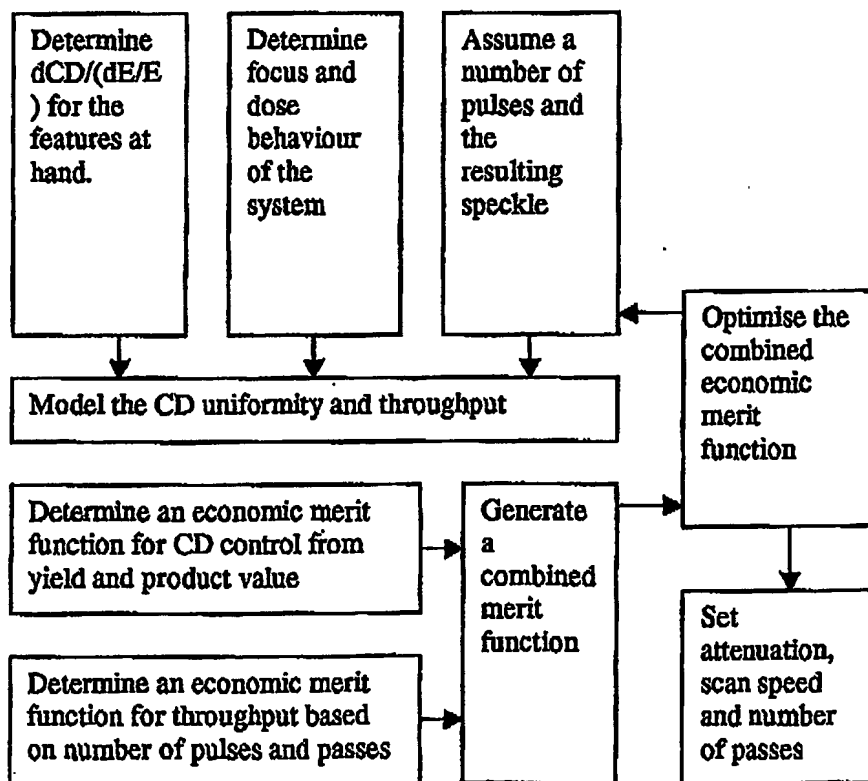 Determine
dCD/(dE/E
) for the
features at
hand.
Determine
focus and
dose
behaviour
of the
system
Assume a
number of
pulses and
the
resulting
speckle
Optimise the
combined
economic
merit
function
Model the CD uniformity and throughput
Determine an economic merit
function for CD control from
yield and product value
Generate
a
combined
merit
function
Determine an economic merit
function for throughput based
on number of pulses and passes
Set
attenuation,
scan speed
and number
of passes